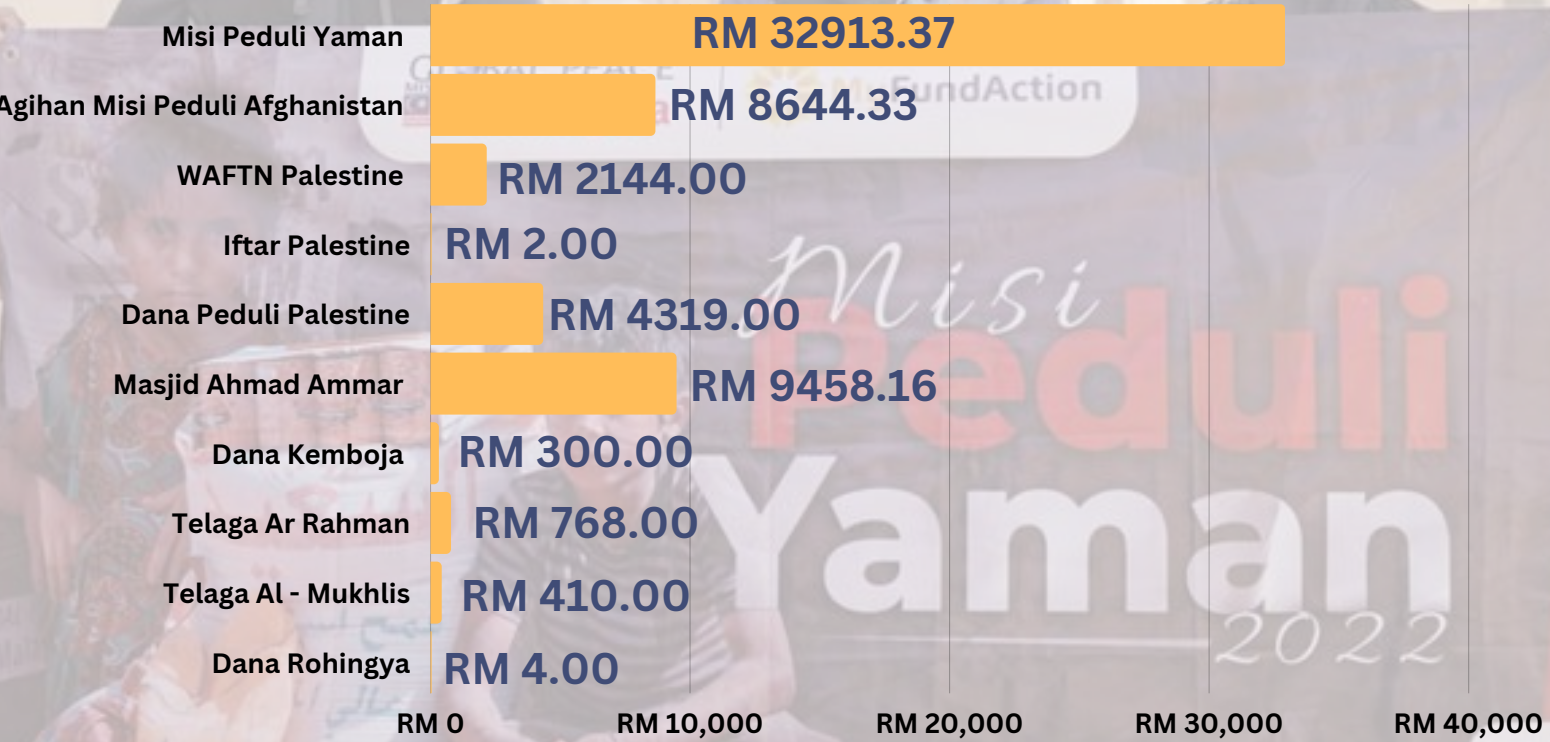 Misi Peduli Yaman
RM 32913.37
GLOBAL PEACE
FundAction
Agihan Misi Peduli Afghanistan
RM 8644.33
WAFTN Palestine
RM 2144.00
Iftar Palestine
RM 2.00
Dana Peduli Palestine
RM 4319.00
Masjid Ahmad Ammar
RM 9458.16
Dana Kemboja
RM 300.00
Telaga Ar Rahman
RM 768.00
Telaga Al - Mukhlis
RM 410.00
Dana Rohingya
RM 4.00
Misi
Peduli
Yaman
2022
RM 0
RM 10,000
RM 20,000
RM 30,000
RM 40,000